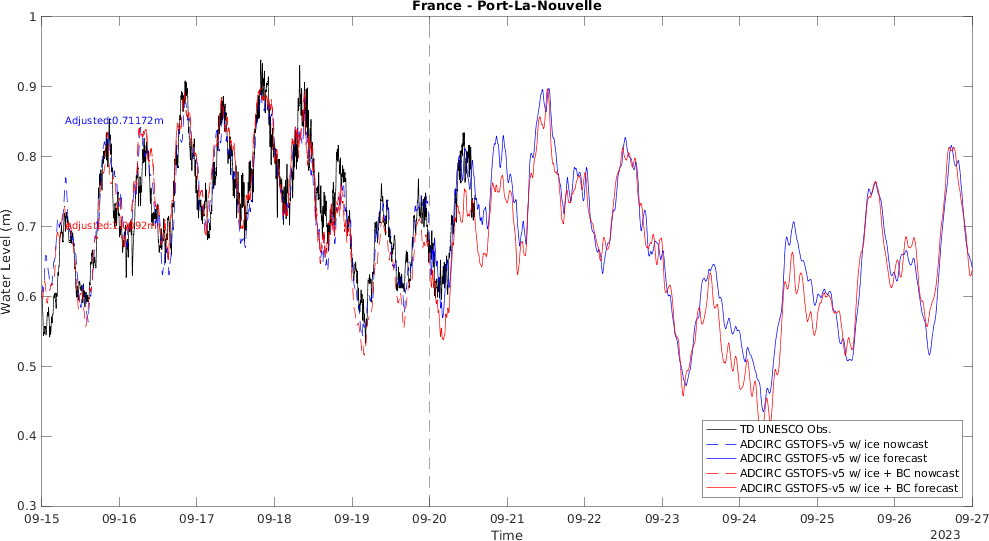 France - Port-La-Nouvelle
Water Level (m)
1
0.9
0.8
0.7
0.6
0.5
0.4
0.3
Adjusted:0.71172m
TD UNESCO Obs.
ADCIRC GSTOFS-v5 w/ ice nowcast
ADCIRC GSTOFS-v5 w/ ice forecast
ADCIRC GSTOFS-v5 w/ ice + BC nowcast
ADCIRC GSTOFS-v5 w/ ice + BC forecast
09-15 09-16 09-17 09-18 09-19 09-20 09-21 09-22 09-23 09-24 09-25 09-26 09-27
Time
2023